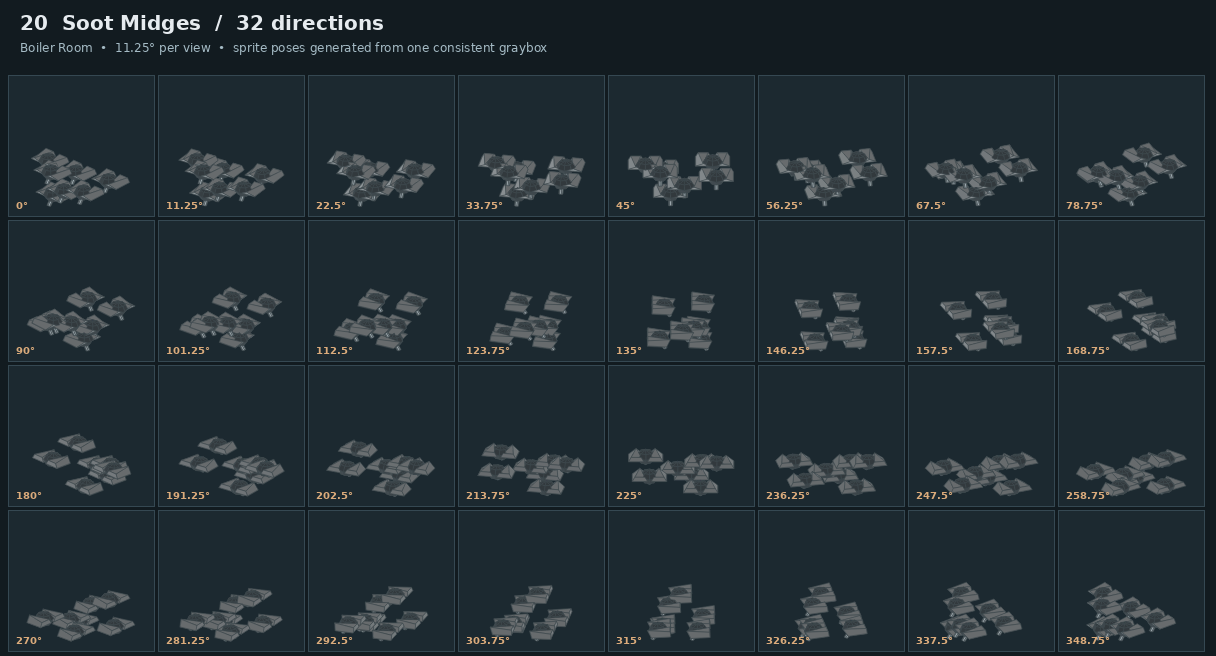 20 Soot Midges / 32 directions
Boiler Room • 11.25° per view • sprite poses generated from one consistent graybox
0° 11.25° 22.5° 33.75° 45° 56.25° 67.5° 78.75°
90° 101.25° 112.5° 123.75° 135° 146.25° 157.5° 168.75°
180° 191.25° 202.5° 213.75° 225° 236.25° 247.5° 258.75°
270° 281.25° 292.5° 303.75° 315° 326.25° 337.5° 348.75°